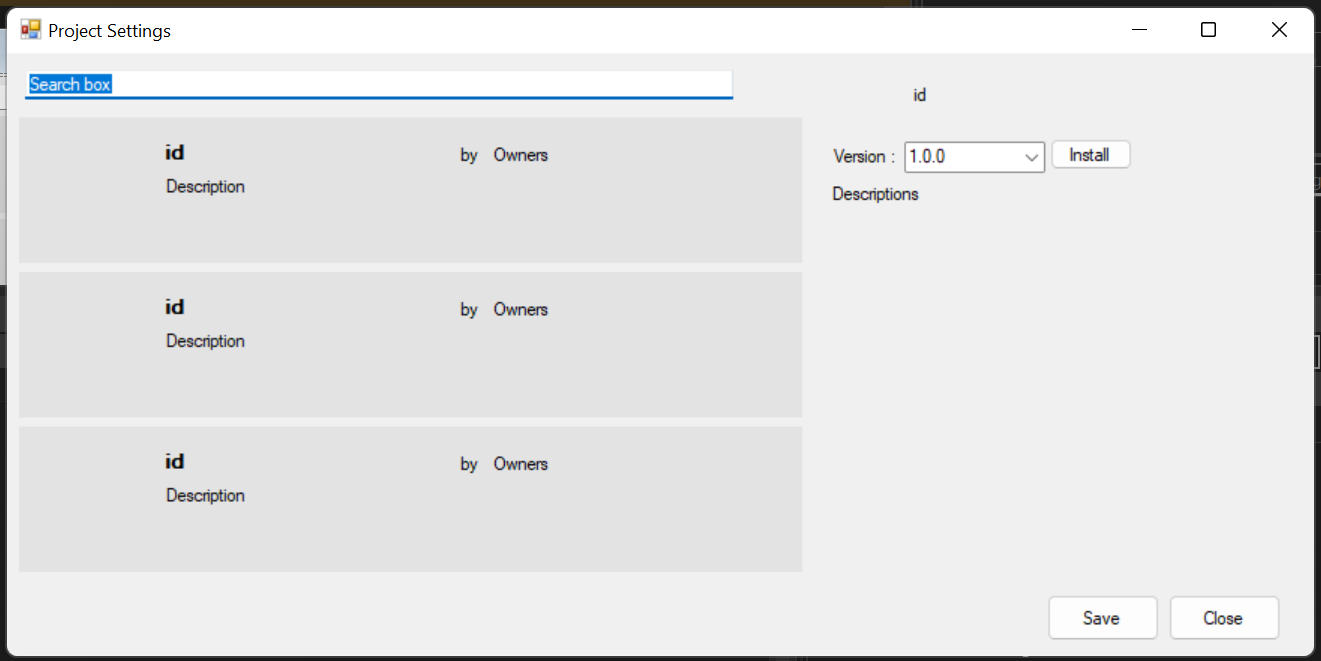 Project Settings
Search box
id by Owners
Description
id by Owners
Description
id by Owners
Description
id
Version : 1.0.0 Install
Descriptions
Save Close